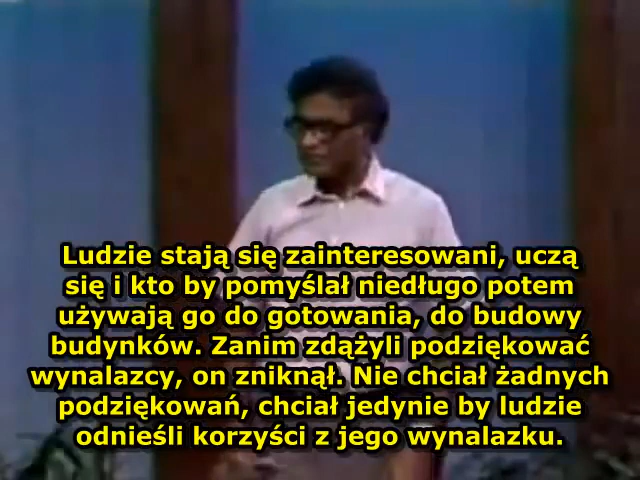 Ludzie stają się zainteresowani, uczą
się i kto by pomyślał niedługo potem
używają go do gotowania, do budowy
budynków. Zanim zdążyli podziękować
wynalazcy, on zniknął. Nie chciał żadnych
podziękowań, chciał jedynie by ludzie
odnieśli korzyści z jego wynalazku.